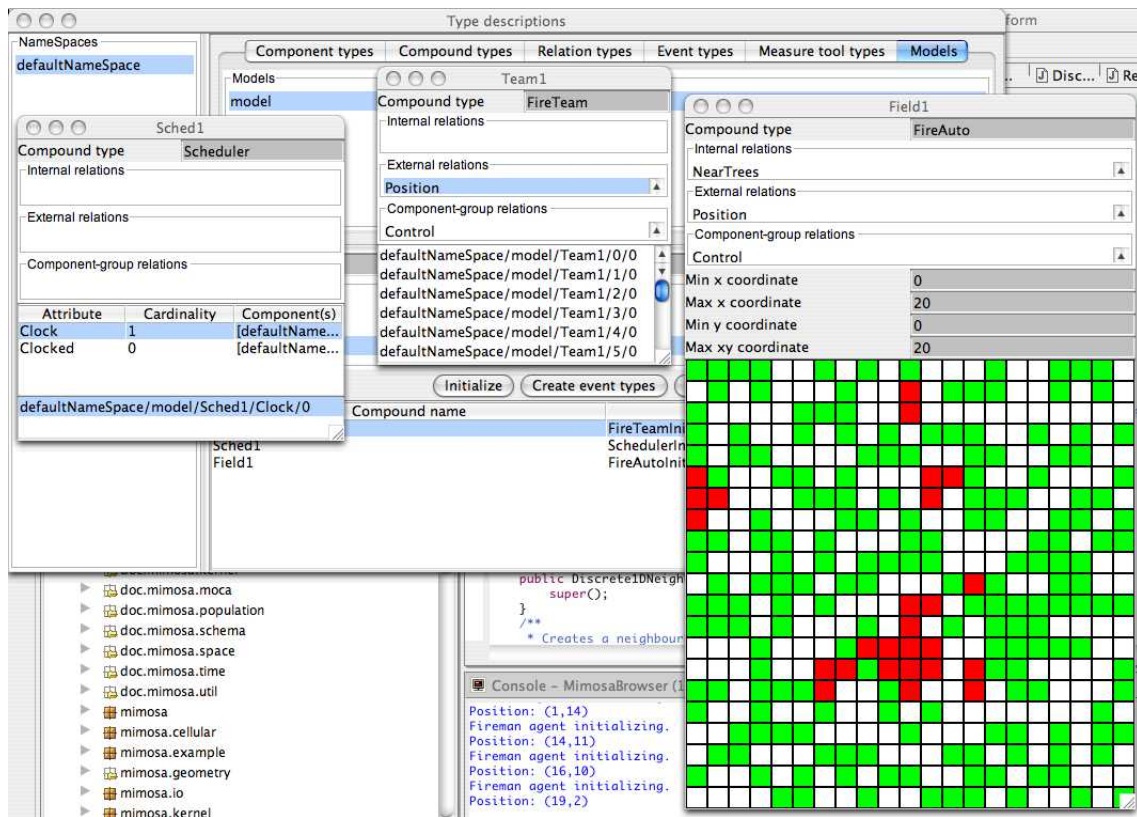 Type descriptions
form
NameSpaces
defaultNameSpace
Component types
Compound types
Relation types
Event types
Measure tool types
Models
Disc...
Re
Models
model
Team1
Compound type FireTeam
Internal relations
External relations
Position
Component-group relations
Control
defaultNameSpace/model/Team1/0/0
defaultNameSpace/model/Team1/1/0
defaultNameSpace/model/Team1/2/0
defaultNameSpace/model/Team1/3/0
defaultNameSpace/model/Team1/4/0
defaultNameSpace/model/Team1/5/0
Sched1
Compound type Scheduler
Internal relations
External relations
Component-group relations
Attribute Cardinality Component(s)
Clock 1 [defaultName...
Clocked 0 [defaultName...
defaultNameSpace/model/Sched1/Clock/0
Field1
Compound type FireAuto
Internal relations
NearTrees
External relations
Position
Component-group relations
Control
Min x coordinate 0
Max x coordinate 20
Min y coordinate 0
Max xy coordinate 20
Initialize
Create event types
Compound name
FireTeamIni
Sched1 SchedulerIn
Field1 FireAutoInit
doc.mimosa.moca
doc.mimosa.population
doc.mimosa.schema
doc.mimosa.space
doc.mimosa.time
doc.mimosa.util
mimosa
mimosa.cellular
mimosa.example
mimosa.geometry
mimosa.io
mimosa.kernel
public Discrete1DNeigh
super();
}
/**
* Creates a neighbour
Console - MimosaBrowser (1
Position: (1,14)
Fireman agent initializing.
Position: (14,11)
Fireman agent initializing.
Position: (16,10)
Fireman agent initializing.
Position: (19,2)